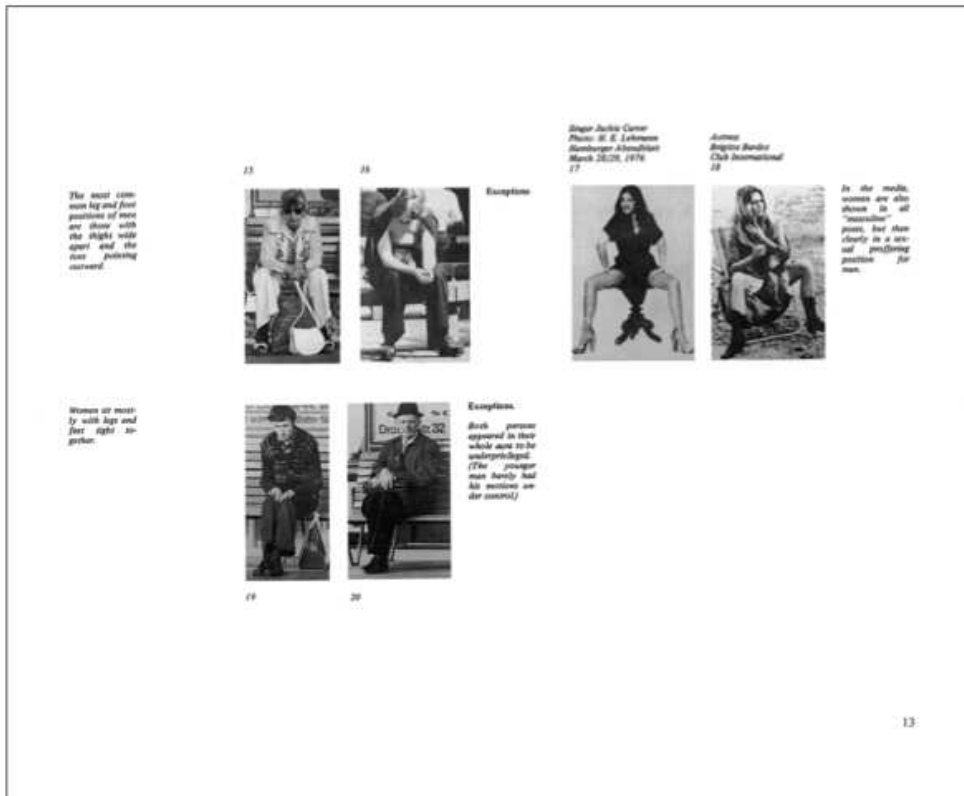 Singer Jackie Carter
Photo: H. E. Lehmann
Hamburger Abendblatt
March 28/29, 1976
17
Actress
Brigitte Bardot
Club International
18
15
16
The most com-
mon leg and feet
positions of men
are those with
the thighs wide
apart and the
toes pointing
outward.
Exceptions
In the media,
women are also
shown in all
"masculine"
poses, but then
clearly in a sex-
ual proffering
position for
man.
Women sit most-
ly with legs and
feet tight to-
gether.
Exceptions.
Both persons
appeared in their
whole aura to be
underprivileged.
(The younger
man barely had
his motions un-
der control.)
32
19
20
13